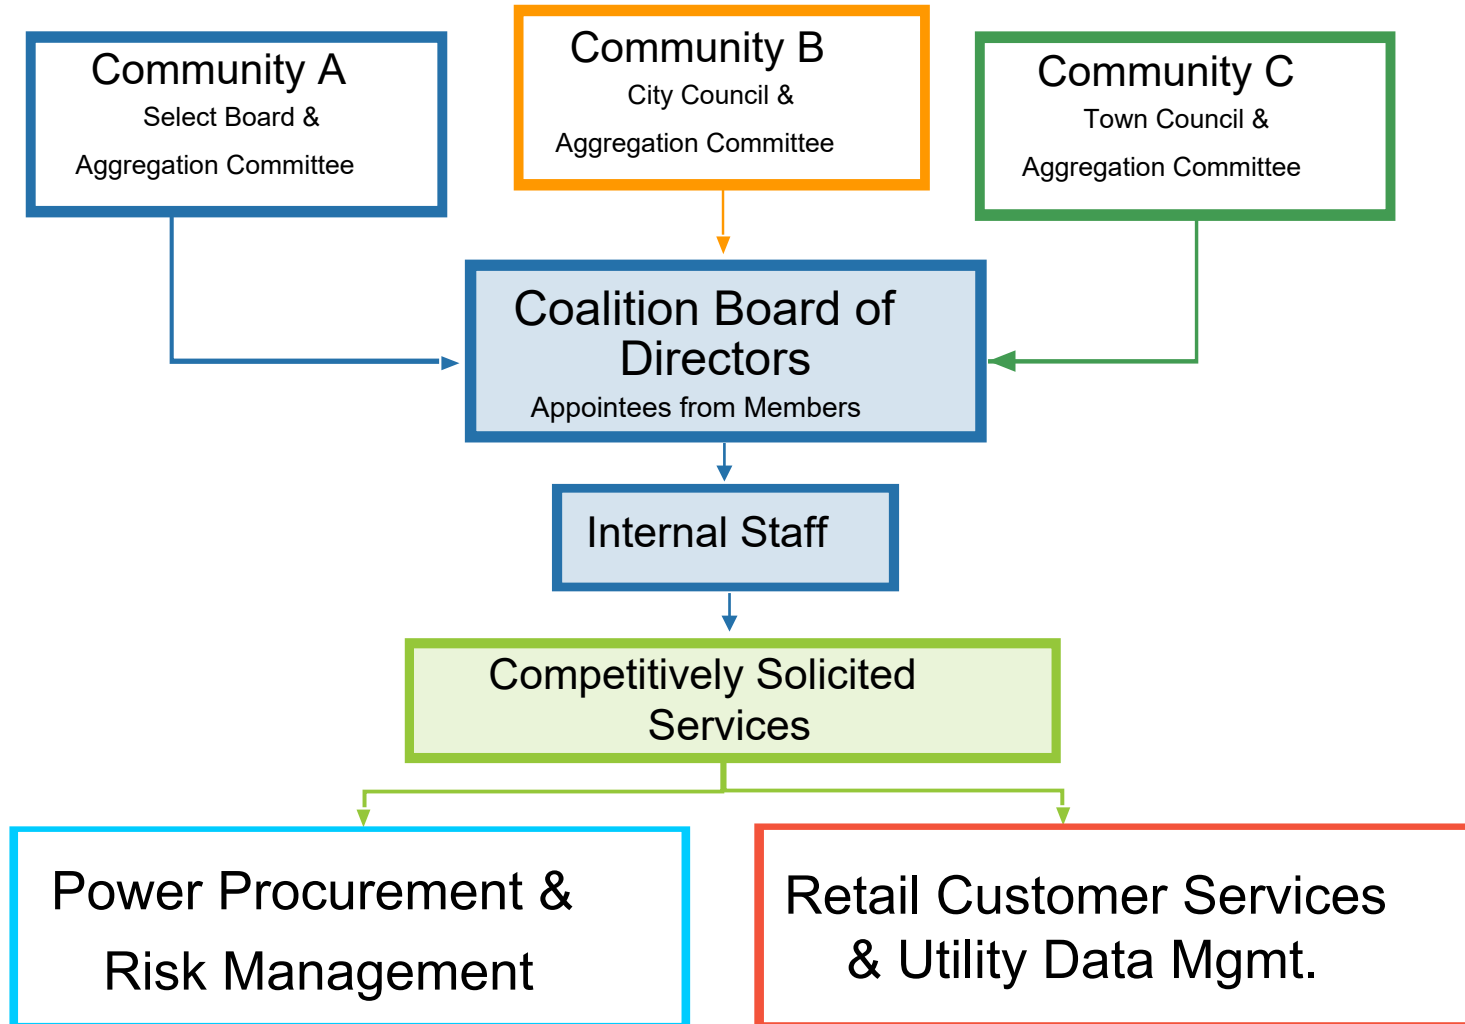 Community A
Select Board &
Aggregation Committee
Community B
City Council &
Aggregation Committee
Community C
Town Council &
Aggregation Committee
Coalition Board of
Directors
Appointees from Members
Internal Staff
Competitively Solicited
Services
Power Procurement &
Risk Management
Retail Customer Services
& Utility Data Mgmt.